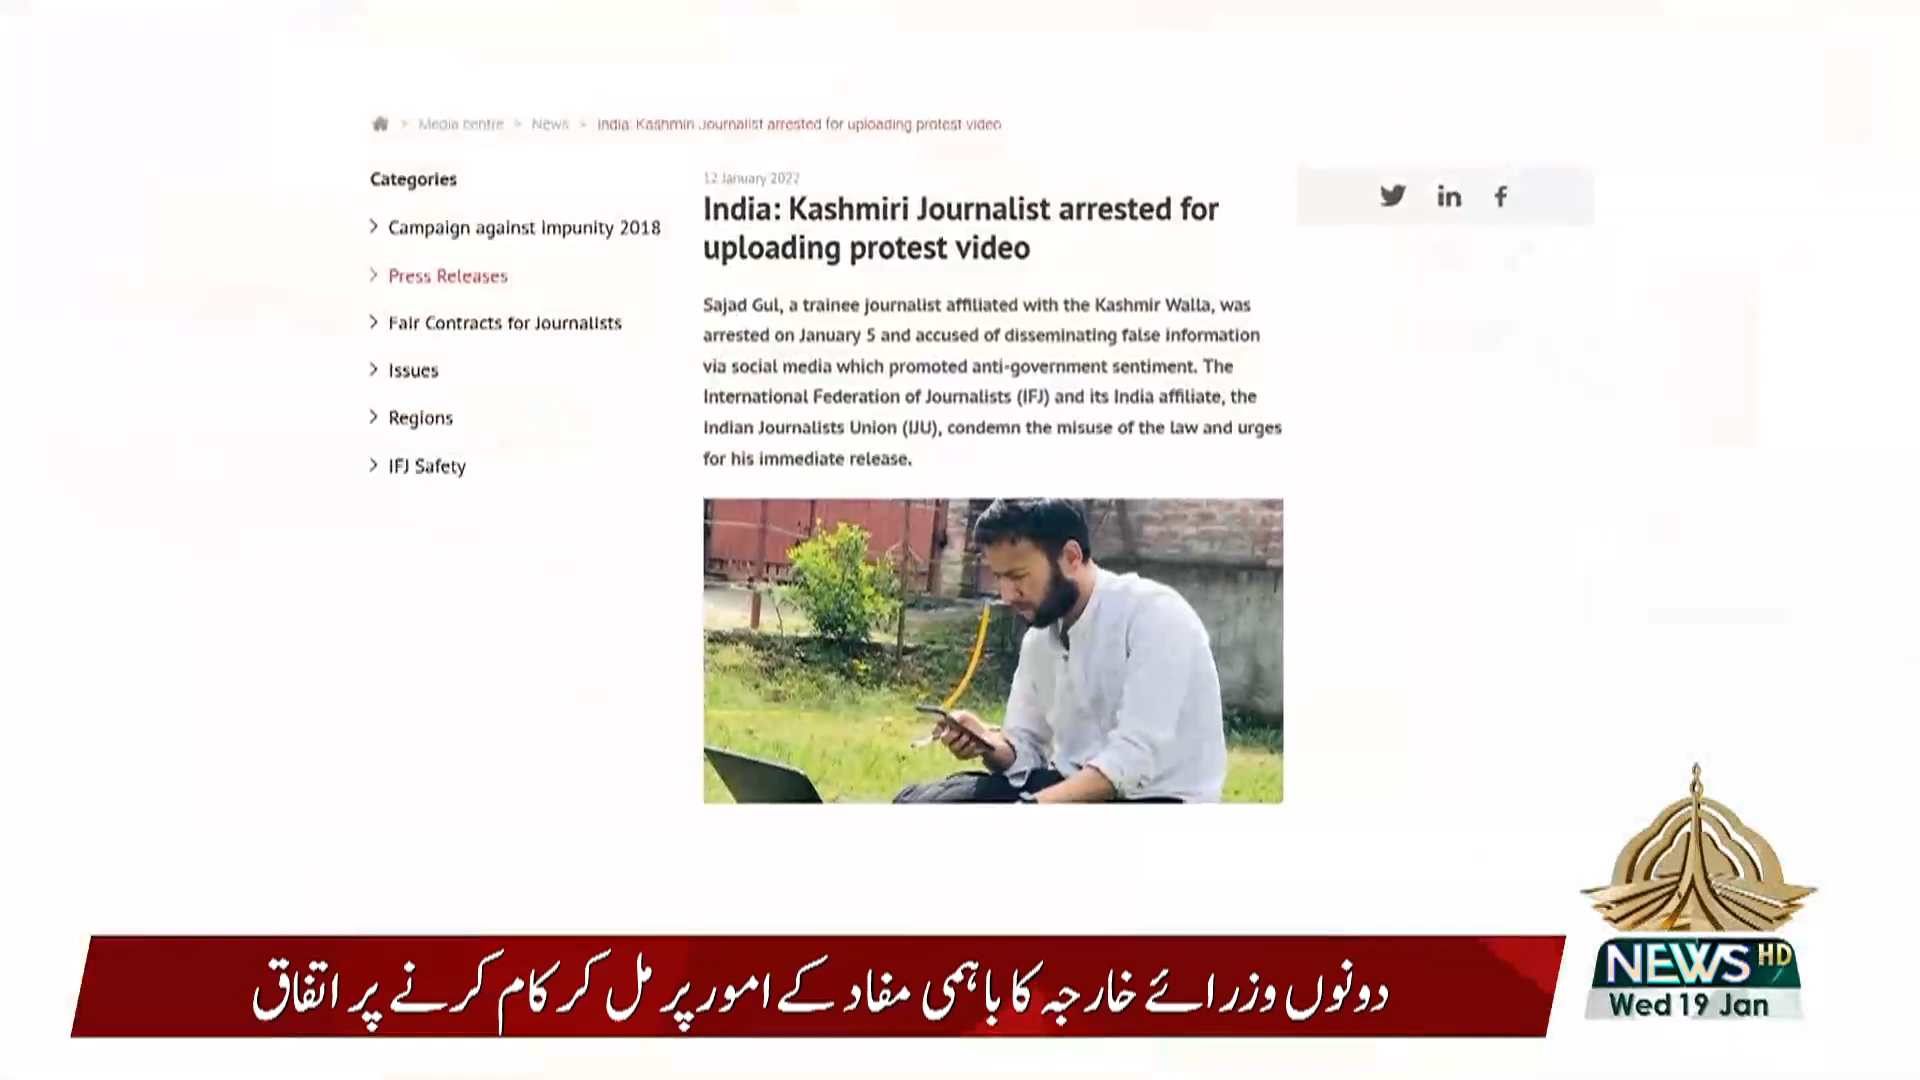 Media centre > News > India: Kashmiri Journalist arrested for uploading protest video
Categories
Campaign against Impunity 2018
Press Releases
Fair Contracts for Journalists
Issues
Regions
IFJ Safety
12 January 2022
India: Kashmiri Journalist arrested for
uploading protest video
Sajad Gul, a trainee journalist affiliated with the Kashmir Walla, was
arrested on January 5 and accused of disseminating false information
via social media which promoted anti-government sentiment. The
International Federation of Journalists (IFJ) and its India affiliate, the
Indian Journalists Union (IJU), condemn the misuse of the law and urges
for his immediate release.
دونوں وزرائے خارجہ کا باہمی مفاد کے امور پر مل کر کام کرنے پر اتفاق
NEWS HD
Wed 19 Jan